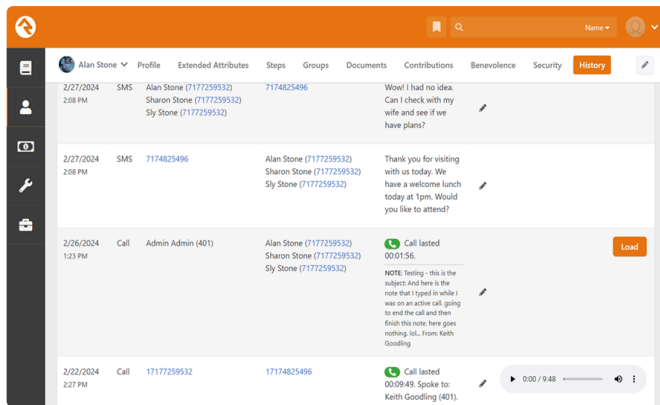 Name
Alan Stone Profile Extended Attributes Steps Groups Documents Contributions Benevolence Security History
2/27/2024 SMS Alan Stone (7177259532) 7174825496 Wow! I had no idea.
2:08 PM Sharon Stone (7177259532) Can I check with my
Sly Stone (7177259532) wife and see if we
have plans?
2/27/2024 SMS 7174825496 Alan Stone (7177259532) Thank you for visiting
2:08 PM Sharon Stone (7177259532) with us today. We
Sly Stone (7177259532) have a welcome lunch
today at 1pm. Would
you like to attend?
2/26/2024 Call Admin Admin (401) Alan Stone (7177259532) Call lasted Load
1:23 PM Sharon Stone (7177259532) 00:01:56.
Sly Stone (7177259532)
NOTE: Testing - this is the
subject: And here is the
note that I typed in while I
was on an active call. going
to end the call and then
finish this note. here goes
nothing. lol... From: Keith
Goodling
2/22/2024 Call 17177259532 17174825496 Call lasted
2:27 PM 00:09:49. Spoke to: 0:00 / 9:48
Keith Goodling (401).